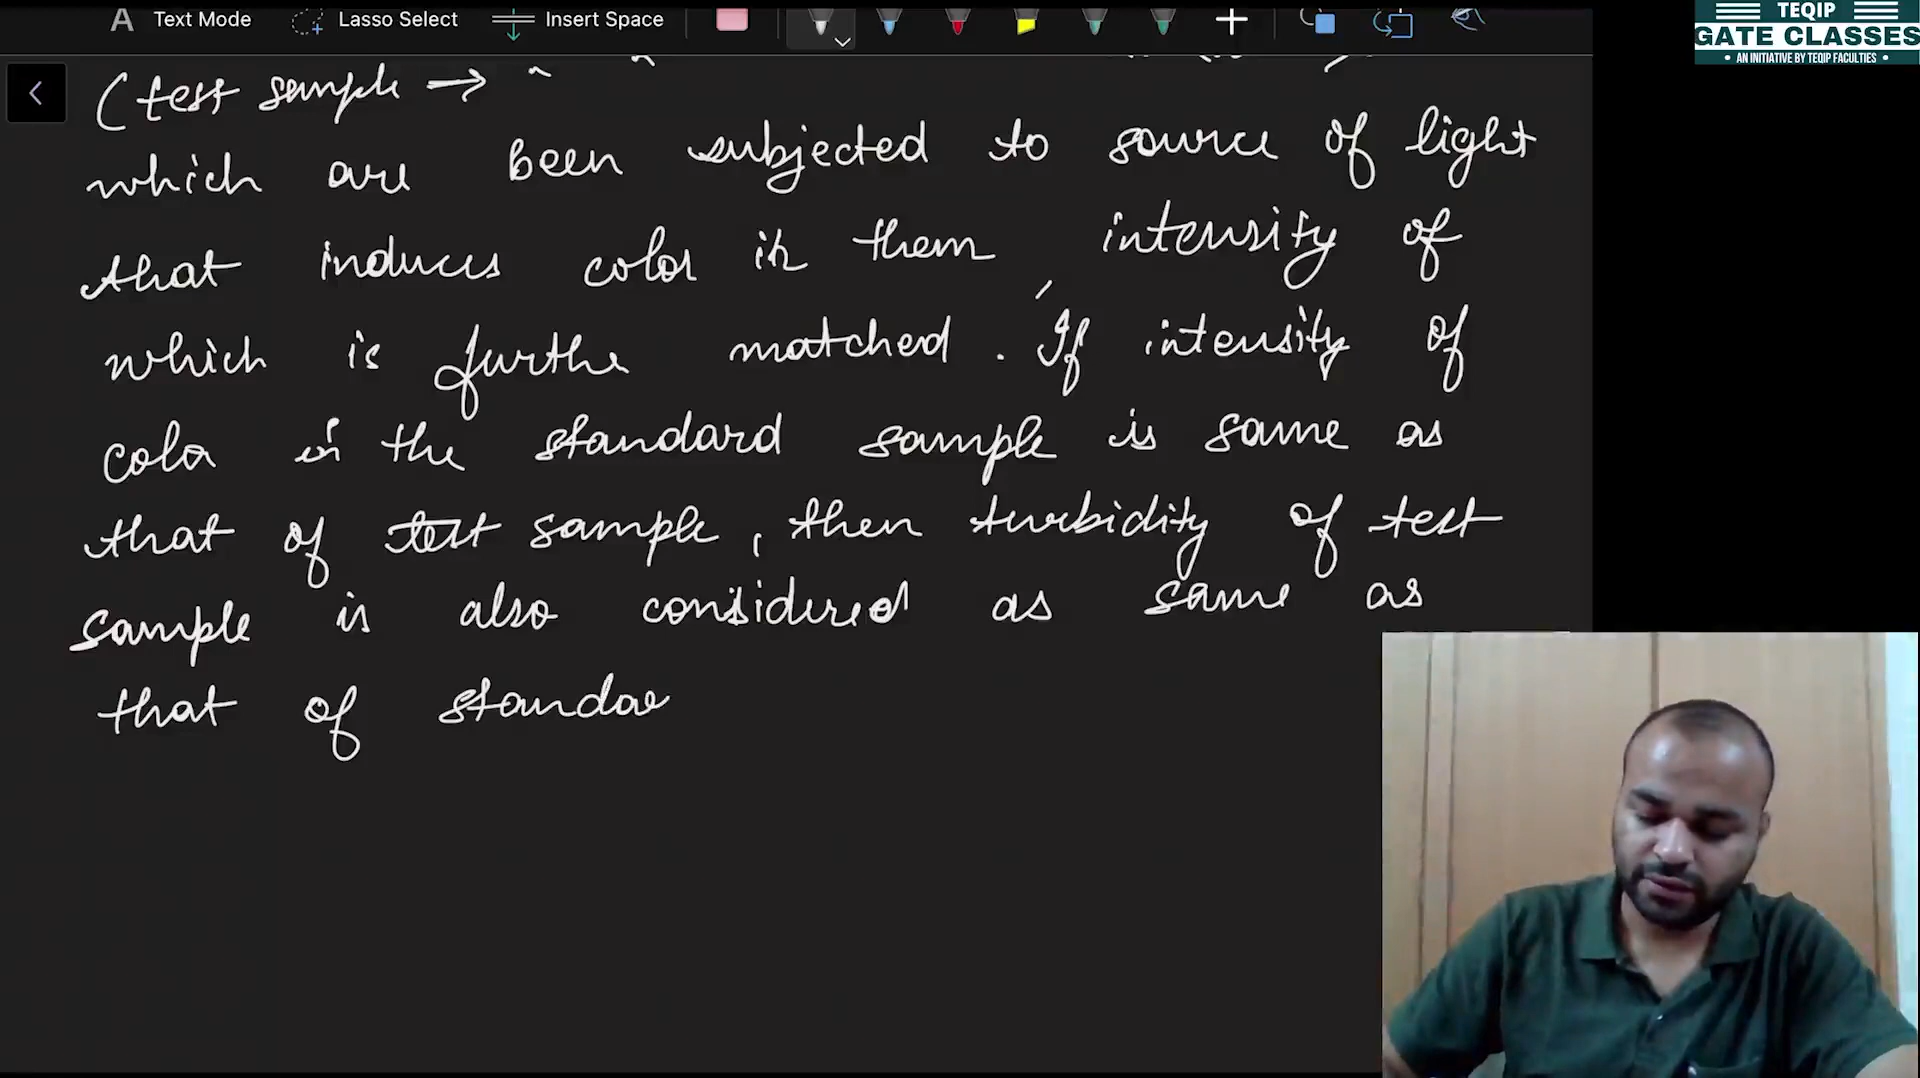 Text Mode Lasso Select Insert Space
TEQIP
GATE CLASSES
• AN INITIATIVE BY TEQIP FACULTIES •
(test sample →
which are been subjected to source of light
that induces color in them, intensity of
which is furthe matched. If intensity of
color in the standard sample is same as
that of test sample, then turbidity of test
sample is also considered as same as
that of standar